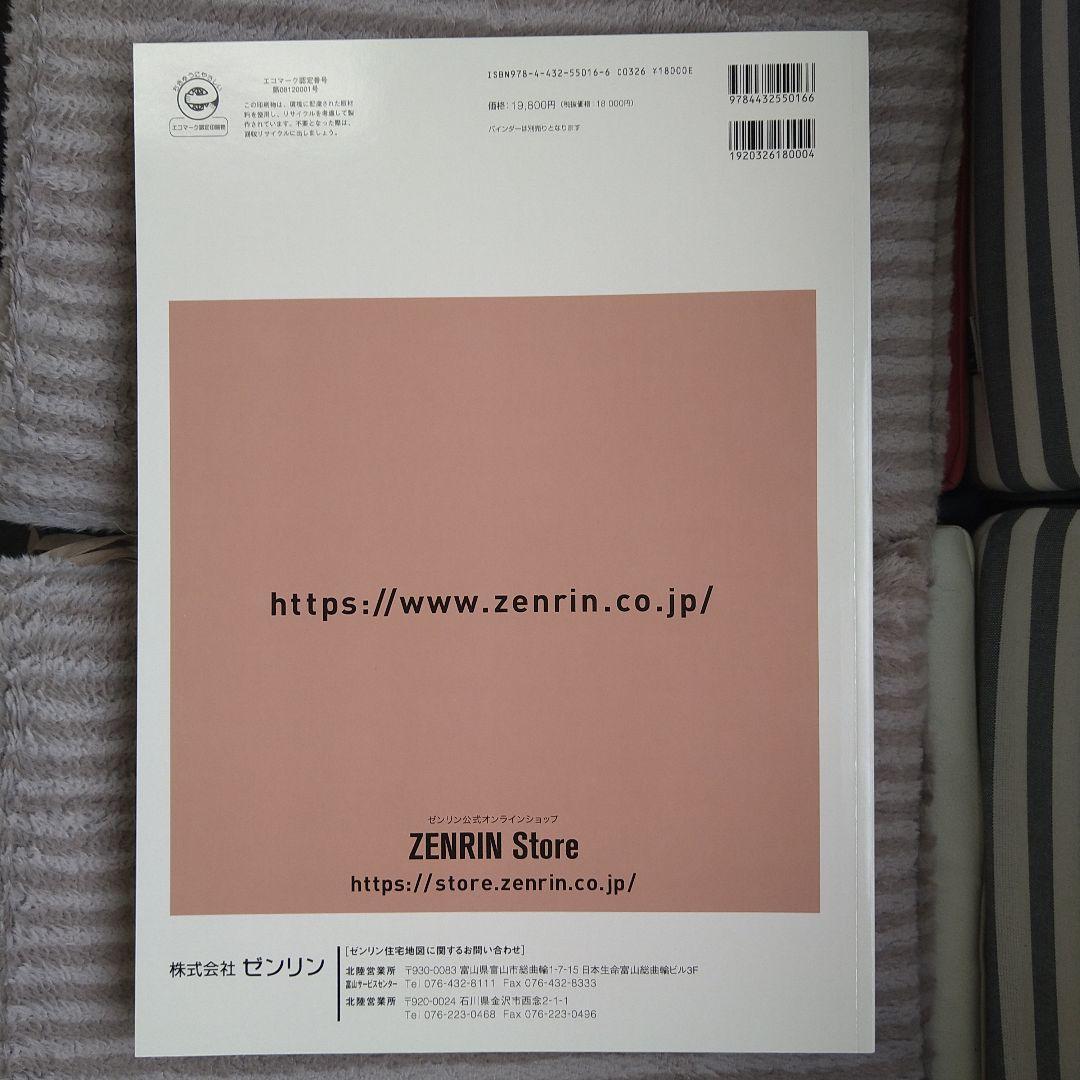 ちきゅうにやさしい
エコマーク認定印刷物
エコマーク認定番号
第08120001号
この印刷物は、環境に配慮された資材
料を使用し、リサイクルを考慮して製
作されています。不要となった際は、
回収リサイクルに出しましょう。
ISBN978-4-432-55016-6 C0326 ¥18000E
価格：19,800円（税抜価格：18,000円）
バインダーは別売りとなります
9784432550166
1920326180004
https://www.zenrin.co.jp/
ゼンリン公式オンラインショップ
ZENRIN Store
https://store.zenrin.co.jp/
株式会社 ゼンリン
[ゼンリン住宅地図に関するお問い合わせ]
北陸営業所 〒930-0083 富山県富山市総曲輪1-7-15 日本生命富山総曲輪ビル3F
富山サービスセンター Tel 076-432-8111 Fax 076-432-8333
北陸営業所 〒920-0024 石川県金沢市西念2-1-1
Tel 076-223-0468 Fax 076-223-0496